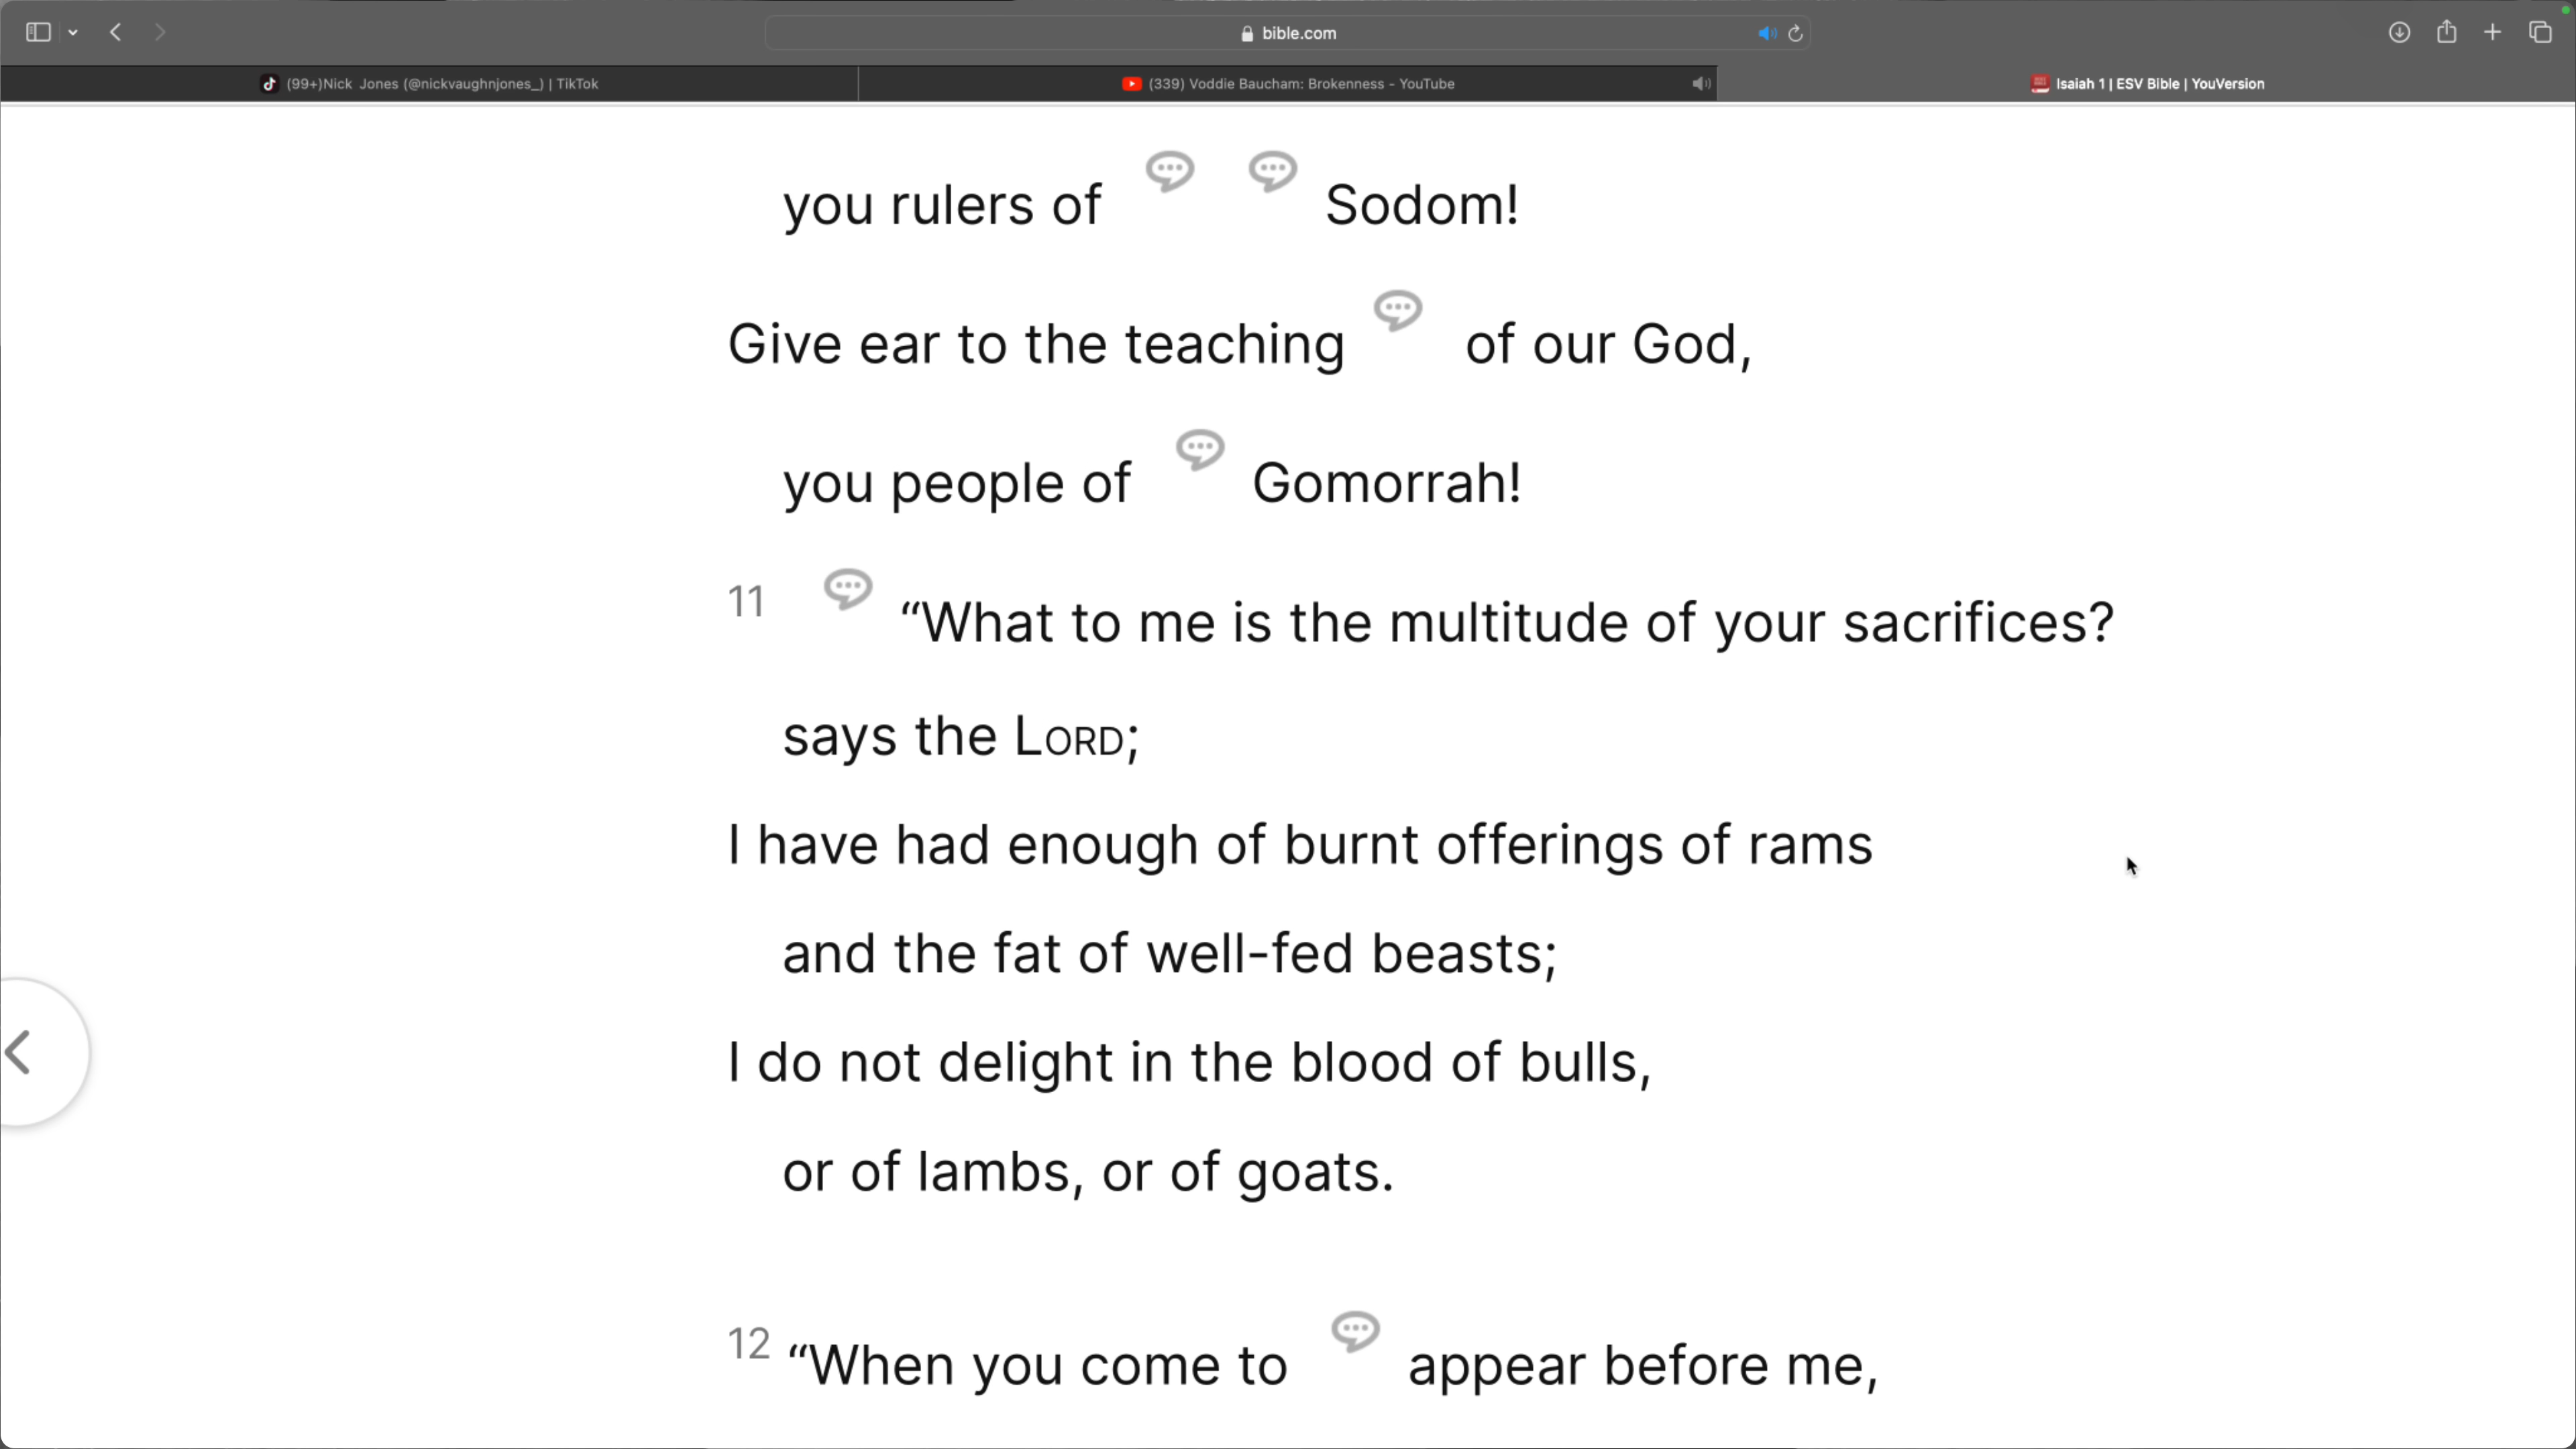 bible.com
(99+)Nick Jones (@nickvaughnjones_) | TikTok
(339) Voddie Baucham: Brokenness - YouTube
Isaiah 1 | ESV Bible | YouVersion
you rulers of Sodom!
Give ear to the teaching of our God,
you people of Gomorrah!
11 “What to me is the multitude of your sacrifices?
says the LORD;
I have had enough of burnt offerings of rams
and the fat of well-fed beasts;
I do not delight in the blood of bulls,
or of lambs, or of goats.
12 “When you come to appear before me,